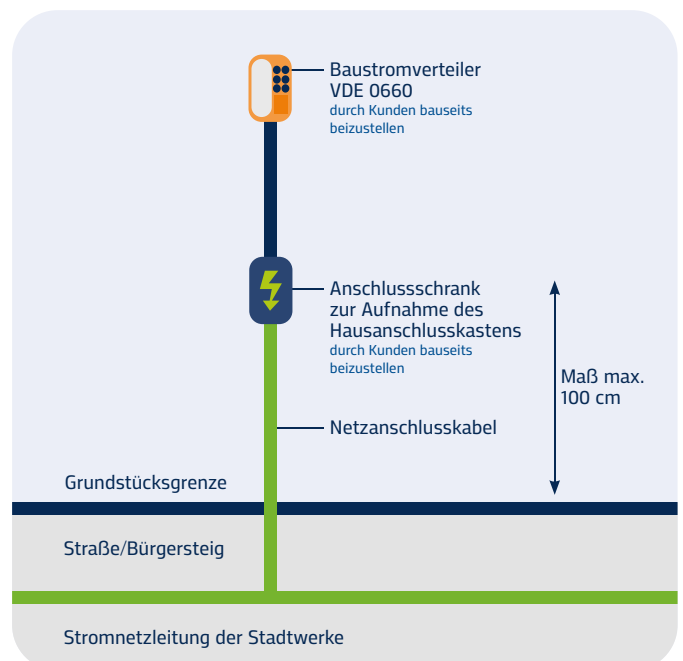 Baustromverteiler
VDE 0660
durch Kunden bauseits
beizustellen
Anschlussschrank
zur Aufnahme des
Hausanschlusskastens
durch Kunden bauseits
beizustellen
Maß max.
100 cm
Netzanschlusskabel
Grundstücksgrenze
Straße/Bürgersteig
Stromnetzleitung der Stadtwerke